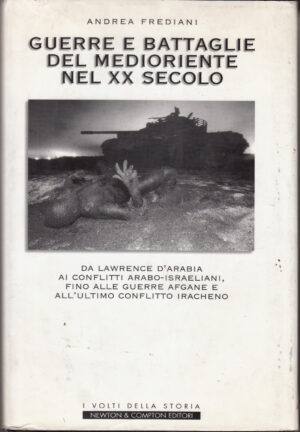 ANDREA FREDIANI
GUERRE E BATTAGLIE
DEL MEDIORIENTE
NEL XX SECOLO
DA LAWRENCE D'ARABIA
AI CONFLITTI ARABO-ISRAELIANI,
FINO ALLE GUERRE AFGANE E
ALL'ULTIMO CONFLITTO IRACHENO
I VOLTI DELLA STORIA
NEWTON & COMPTON EDITORI